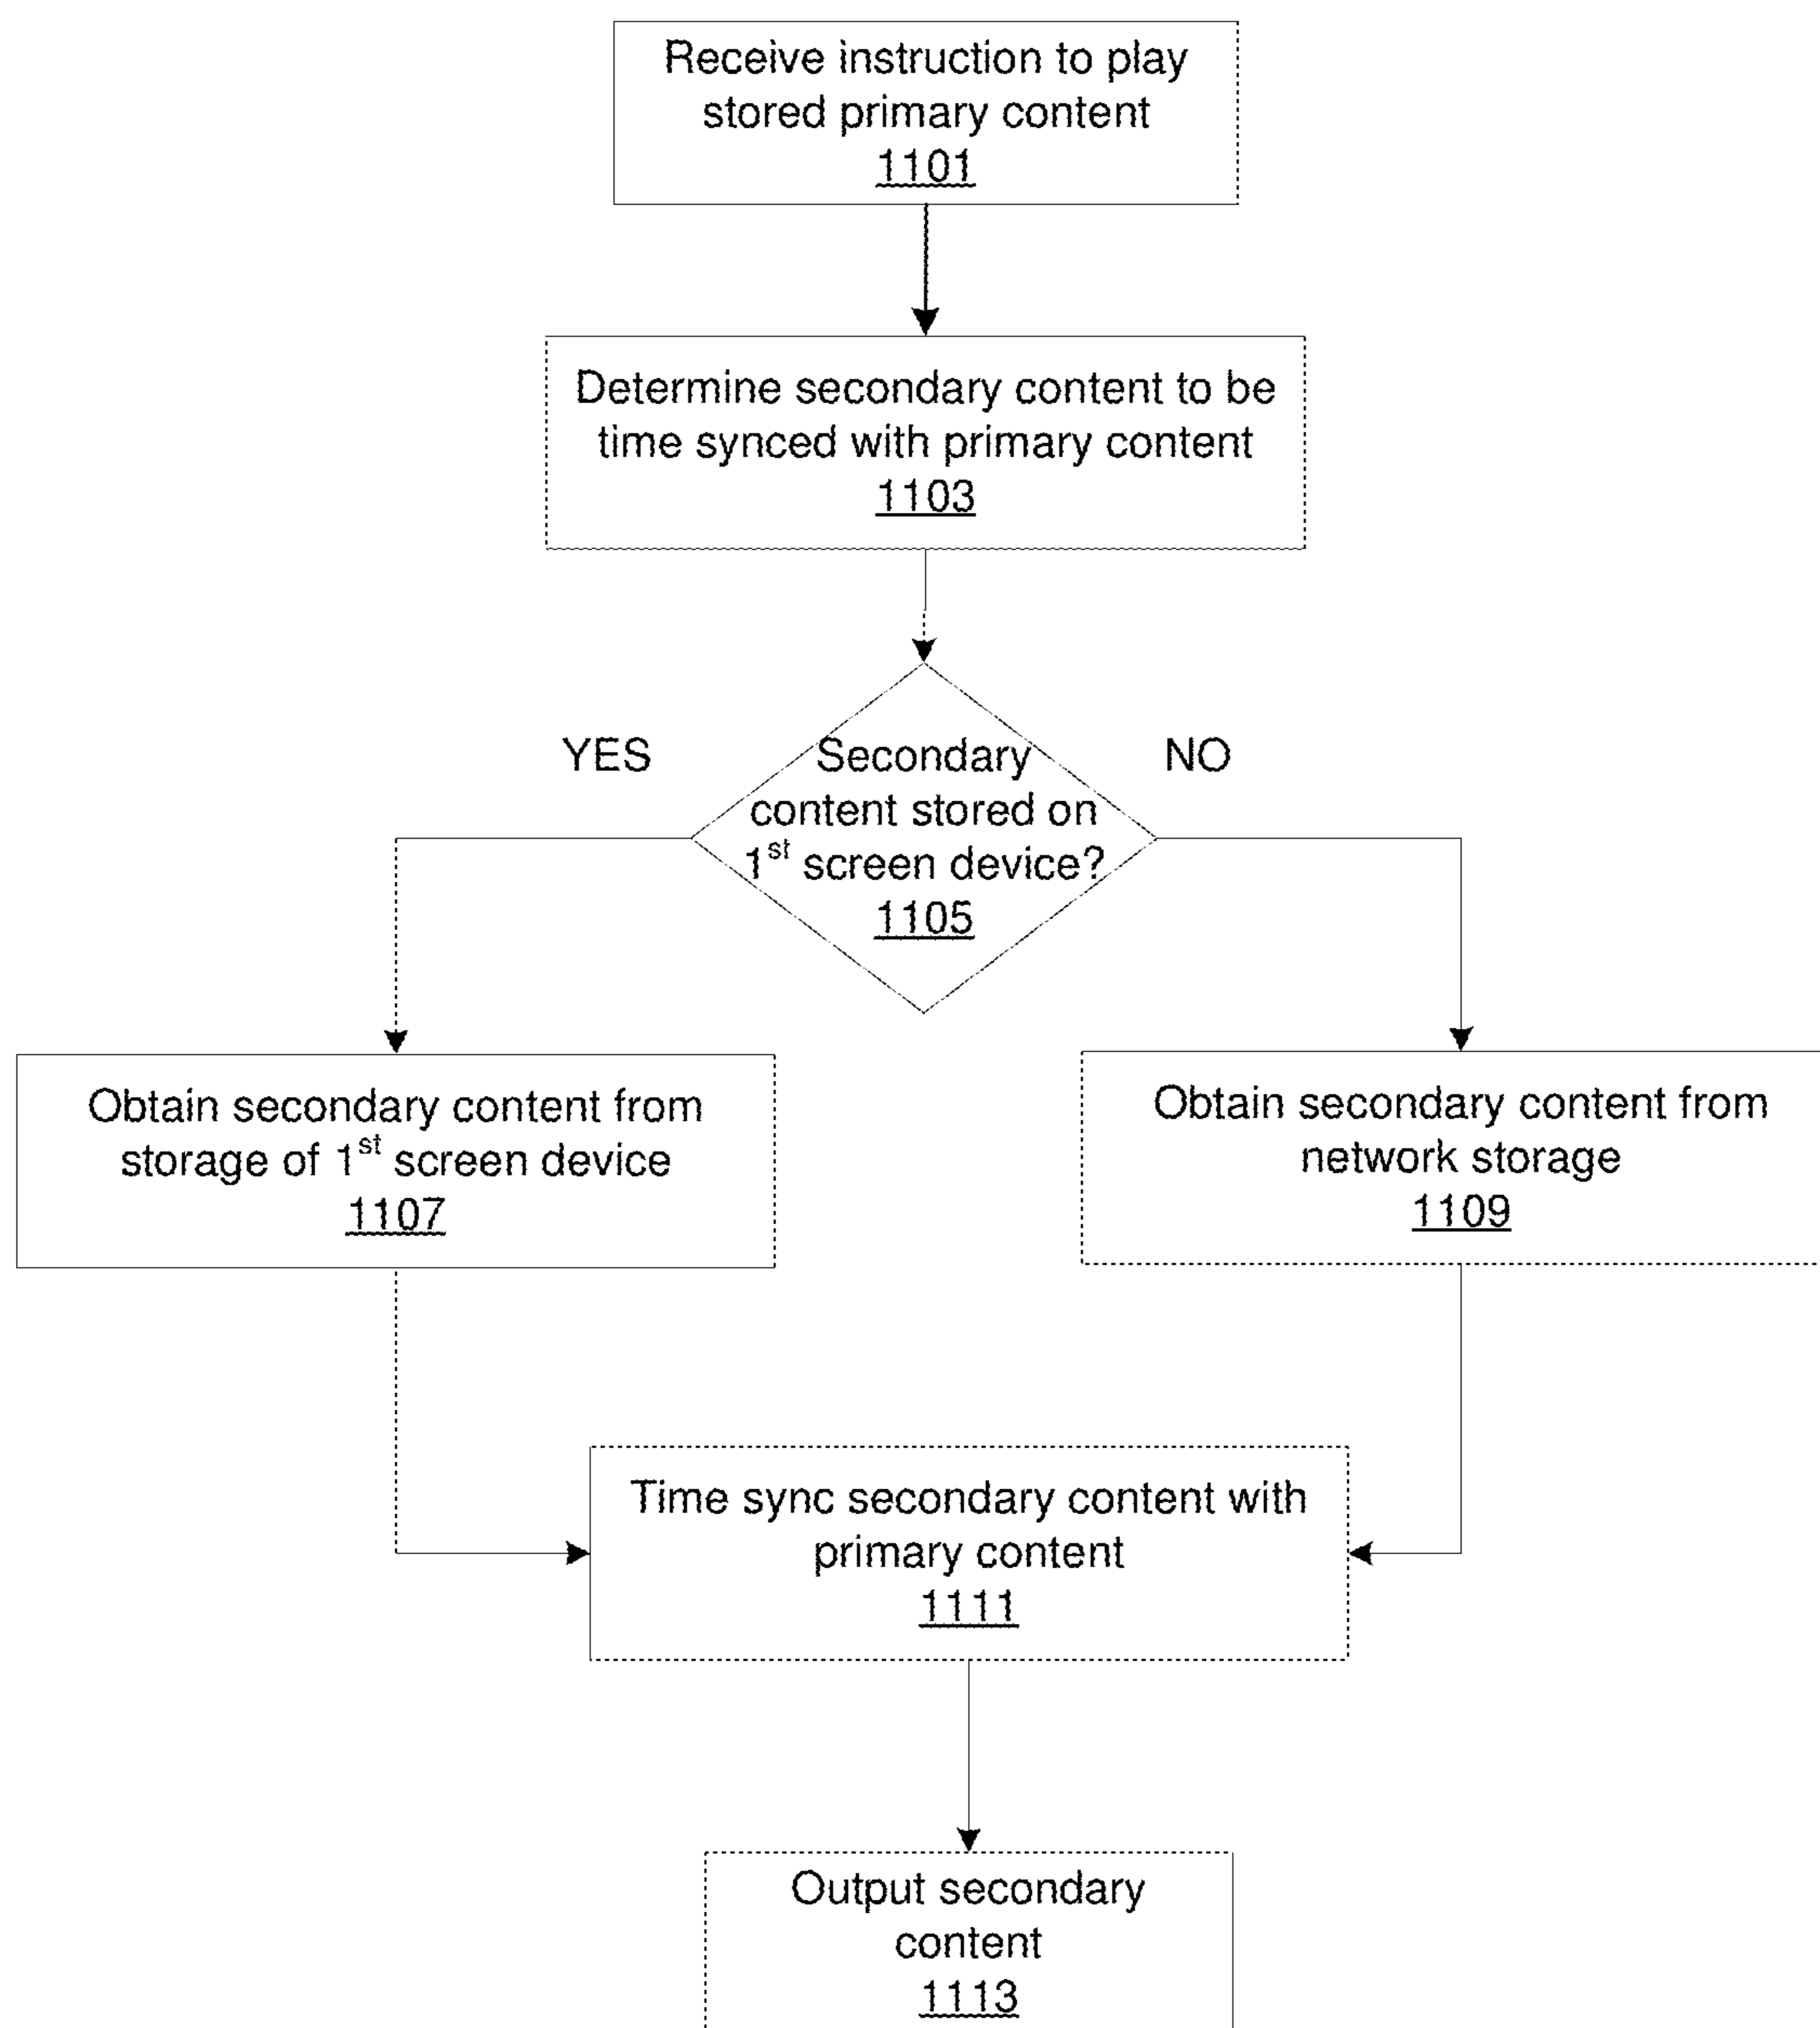 Receive instruction to play
stored primary content
1101
Determine secondary content to be
time synced with primary content
1103
YES
NO
Secondary
content stored on
1st screen device?
1105
Obtain secondary content from
storage of 1st screen device
1107
Obtain secondary content from
network storage
1109
Time sync secondary content with
primary content
1111
Output secondary
content
1113